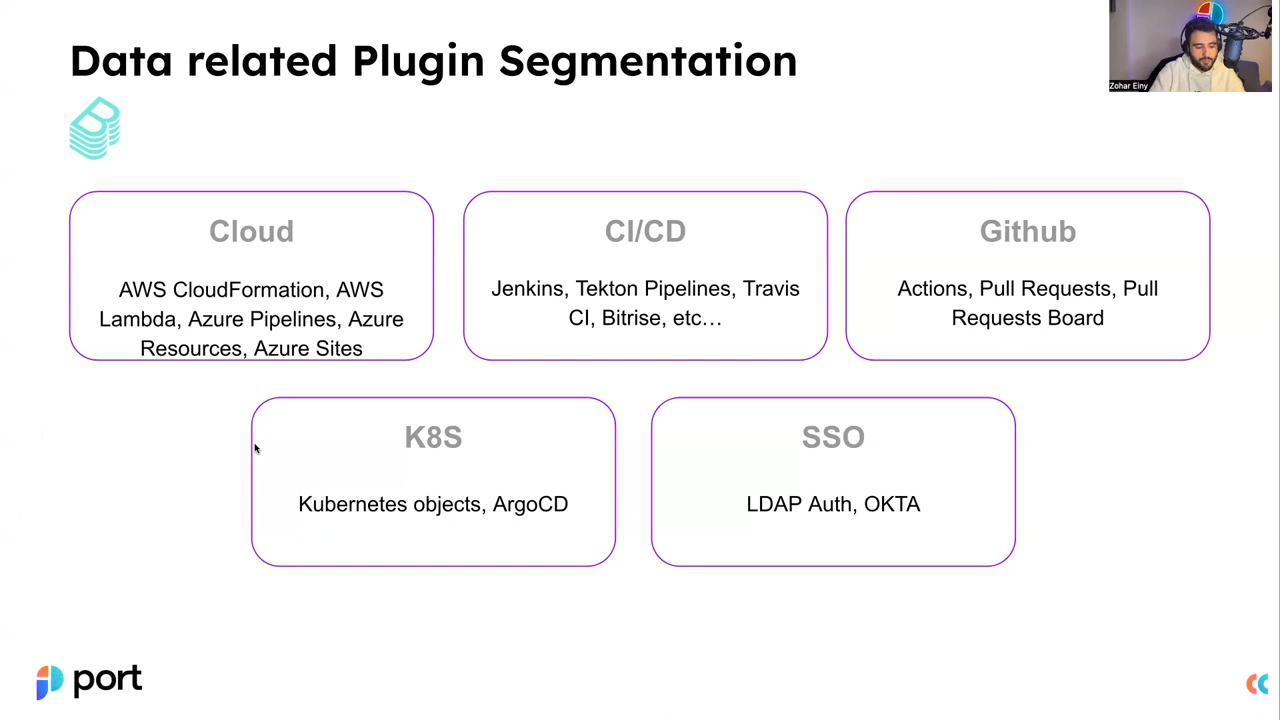 Data related Plugin Segmentation
Zohar Einy
Cloud
AWS CloudFormation, AWS
Lambda, Azure Pipelines, Azure
Resources, Azure Sites
CI/CD
Jenkins, Tekton Pipelines, Travis
CI, Bitrise, etc…
Github
Actions, Pull Requests, Pull
Requests Board
K8S
Kubernetes objects, ArgoCD
SSO
LDAP Auth, OKTA
port